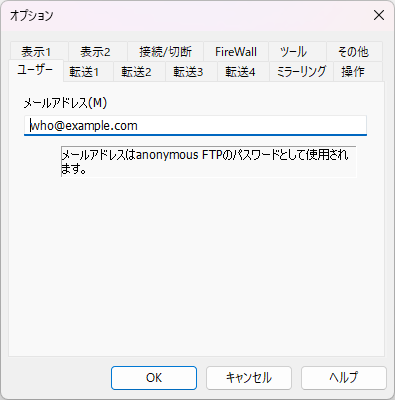 オプション
表示1 表示2 接続/切断 FireWall ツール その他
ユーザー 転送1 転送2 転送3 転送4 ミラーリング 操作
メールアドレス(M)
who@example.com
メールアドレスはanonymous FTPのパスワードとして使用され
ます。
OK キャンセル ヘルプ